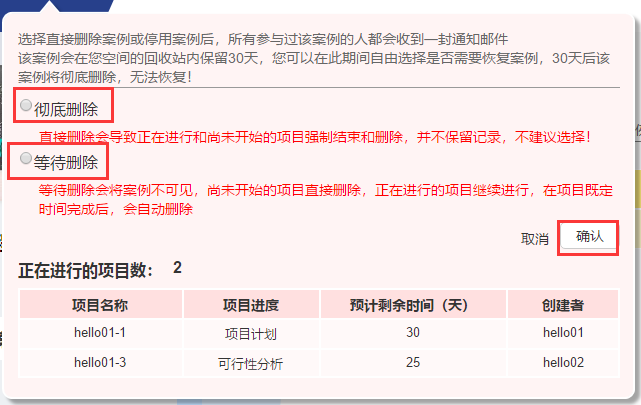 选择直接删除案例或停用案例后，所有参与过该案例的人都会收到一封通知邮件
该案例会在您空间的回收站内保留30天，您可以在此期间自由选择是否需要恢复案例，30天后该
案例将彻底删除，无法恢复！
彻底删除
直接删除会导致正在进行和尚未开始的项目强制结束和删除，并不保留记录，不建议选择！
等待删除
等待删除会将案例不可见，尚未开始的项目直接删除，正在进行的项目继续进行，在项目既定
时间完成后，会自动删除
取消 确认
正在进行的项目数： 2
项目名称 项目进度 预计剩余时间（天） 创建者
hello01-1 项目计划 30 hello01
hello01-3 可行性分析 25 hello02